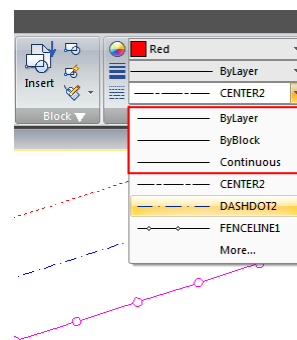 Red
ByLayer
Insert
CENTER2
Block
ByLayer
ByBlock
Continuous
CENTER2
DASHDOT2
FENCELINE1
More...